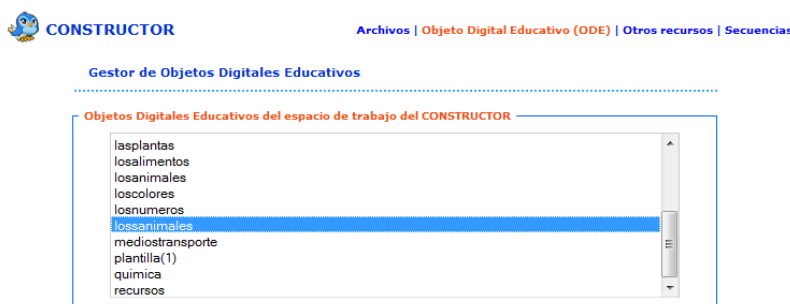 CONSTRUCTOR
Archivos | Objeto Digital Educativo (ODE) | Otros recursos | Secuencias
Gestor de Objetos Digitales Educativos
Objetos Digitales Educativos del espacio de trabajo del CONSTRUCTOR
lasplantas
losalimentos
losanimales
loscolores
losnumeros
lossanimales
mediostransporte
plantilla(1)
quimica
recursos